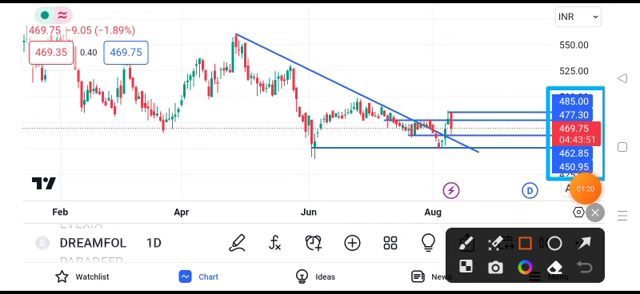 469.75 −9.05 (−1.89%)
469.35 0.40 469.75
INR
550.00
525.00
485.00
477.30
469.75
04:43:51
462.85
450.95
01:20
D
Feb Apr Jun Aug
D DREAMFOL 1D
Watchlist Chart Ideas News Menu